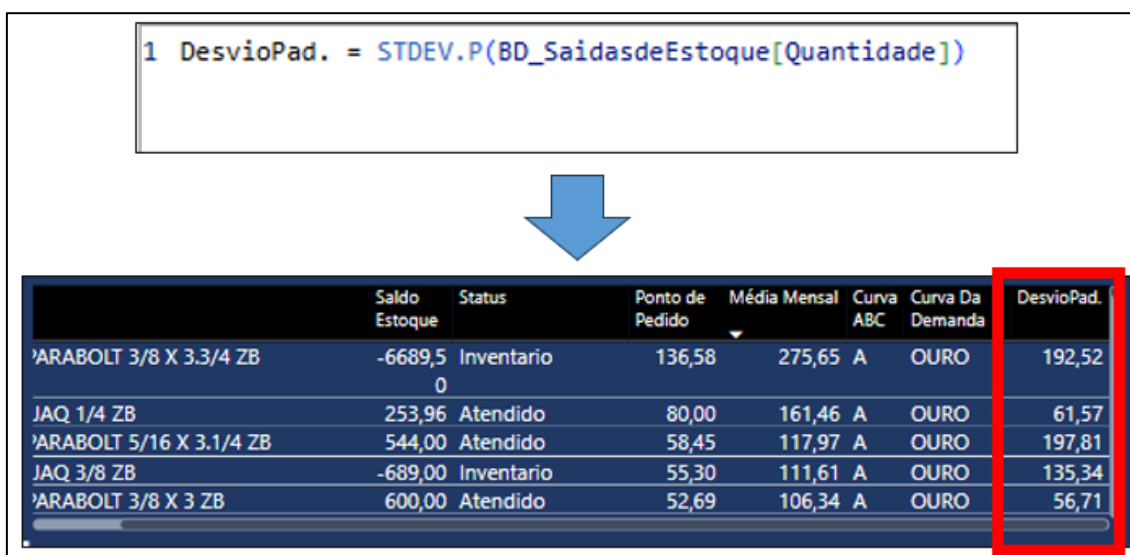 1 DesvioPad. = STDEV.P(BD_SaidasdeEstoque[Quantidade])
Saldo Estoque Status Ponto de Pedido Média Mensal Curva ABC Curva Da Demanda DesvioPad.
PARABOLT 3/8 X 3.3/4 ZB -6689,50 Inventario 136,58 275,65 A OURO 192,52
JAQ 1/4 ZB 253,96 Atendido 80,00 161,46 A OURO 61,57
PARABOLT 5/16 X 3.1/4 ZB 544,00 Atendido 58,45 117,97 A OURO 197,81
JAQ 3/8 ZB -689,00 Inventario 55,30 111,61 A OURO 135,34
PARABOLT 3/8 X 3 ZB 600,00 Atendido 52,69 106,34 A OURO 56,71